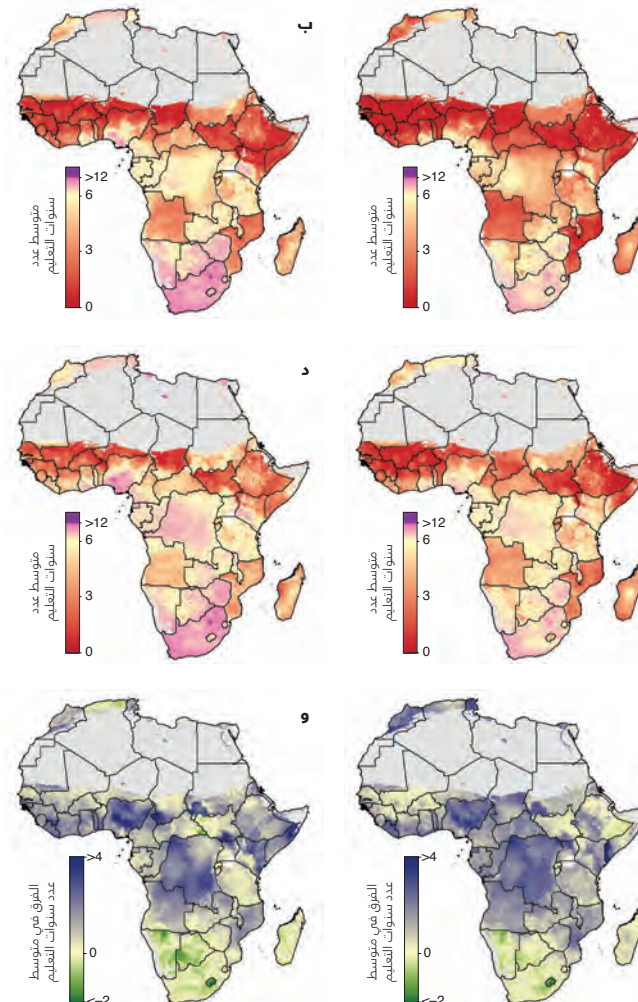 متوسط عدد
سنوات التعليم
>12
6
3
0
ب
متوسط عدد
سنوات التعليم
>12
6
3
0
متوسط عدد
سنوات التعليم
>12
6
3
0
د
متوسط عدد
سنوات التعليم
>12
6
3
0
الفرق في متوسط
عدد سنوات التعليم
>4
0
<–2
و
الفرق في متوسط
عدد سنوات التعليم
>4
0
<–2